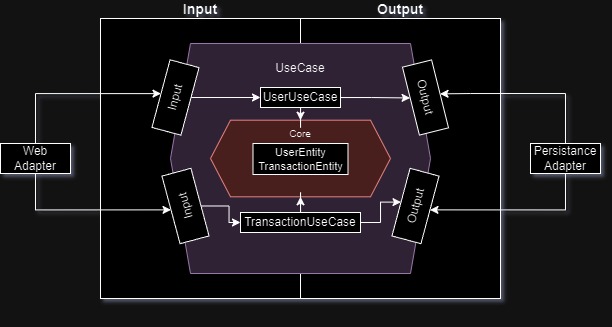 Input
Output
UseCase
Input
UserUseCase
Output
Core
UserEntity
TransactionEntity
Web
Adapter
Persistance
Adapter
Input
TransactionUseCase
Output